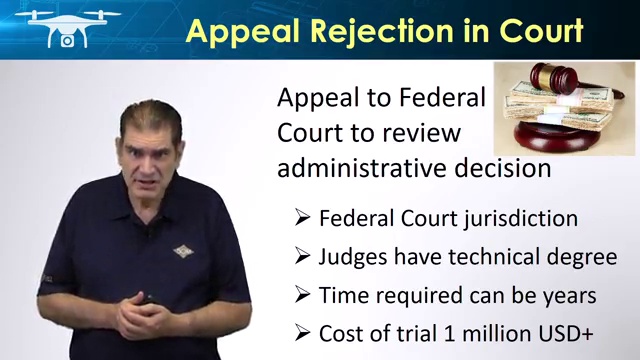 Appeal Rejection in Court
Appeal to Federal
Court to review
administrative decision
➢ Federal Court jurisdiction
➢ Judges have technical degree
➢ Time required can be years
➢ Cost of trial 1 million USD+